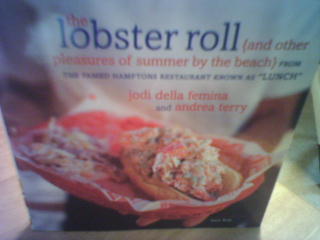 the
lobster roll {and other
pleasures of summer by the beach} FROM
THE FAMED HAMPTONS RESTAURANT KNOWN AS "LUNCH"
jodi della femina
and andrea terry